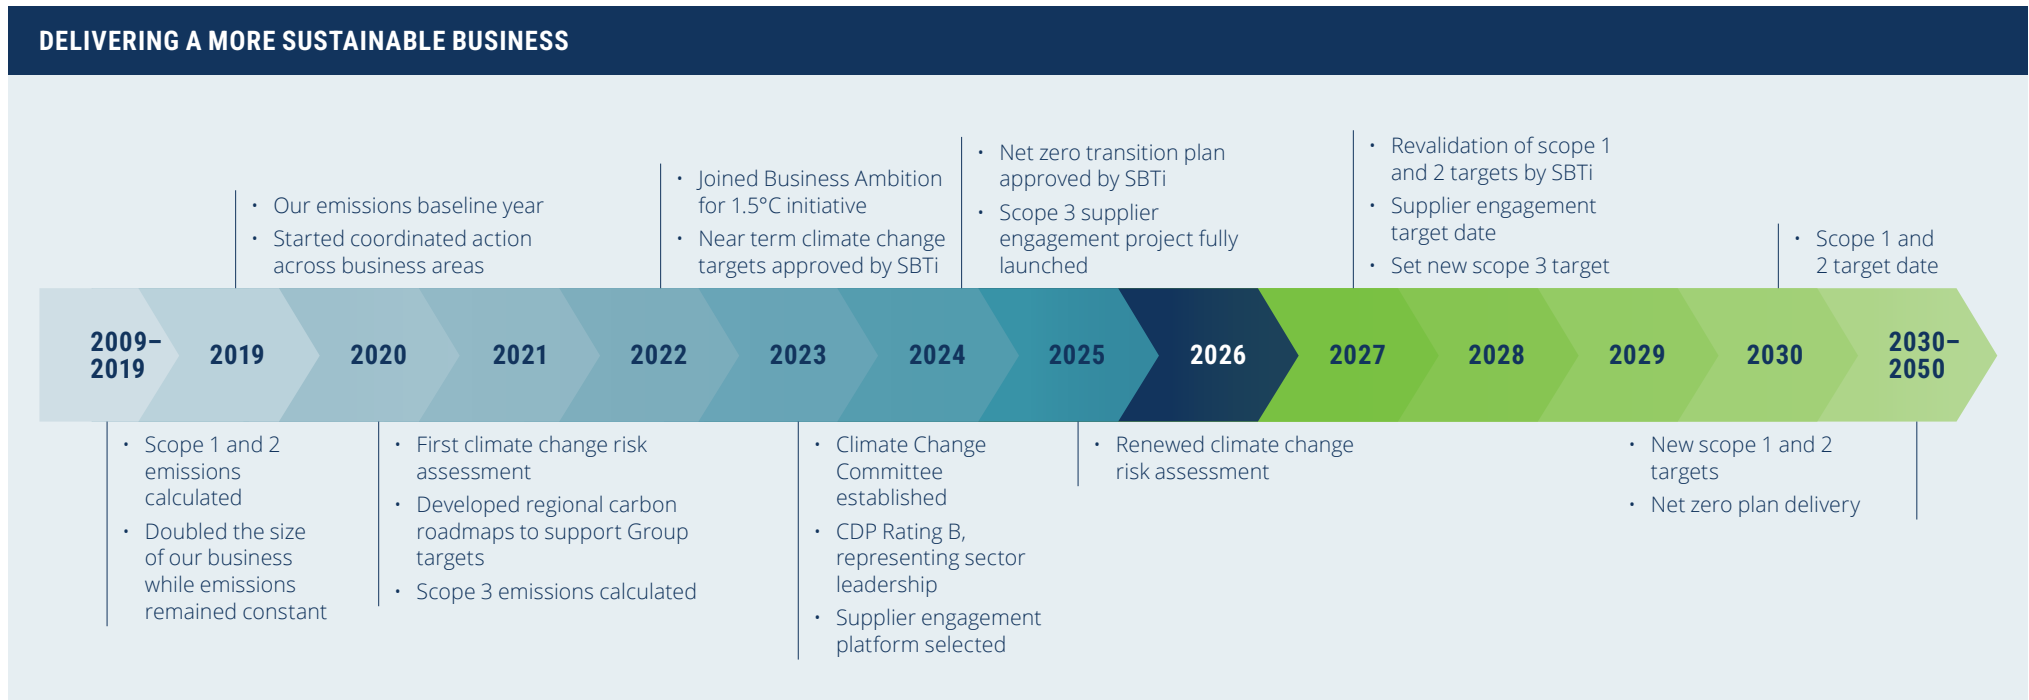 DELIVERING A MORE SUSTAINABLE BUSINESS
• Our emissions baseline year
• Started coordinated action
across business areas
• Joined Business Ambition
for 1.5°C initiative
• Near term climate change
targets approved by SBTi
• Net zero transition plan
approved by SBTi
• Scope 3 supplier
engagement project fully
launched
• Revalidation of scope 1
and 2 targets by SBTi
• Supplier engagement
target date
• Set new scope 3 target
• Scope 1 and
2 target date
2009–
2019
2019
2020
2021
2022
2023
2024
2025
2026
2027
2028
2029
2030
2030–
2050
• Scope 1 and 2
emissions
calculated
• Doubled the size
of our business
while emissions
remained constant
• First climate change risk
assessment
• Developed regional carbon
roadmaps to support Group
targets
• Scope 3 emissions calculated
• Climate Change
Committee
established
• CDP Rating B,
representing sector
leadership
• Supplier engagement
platform selected
• Renewed climate change
risk assessment
• New scope 1 and 2
targets
• Net zero plan delivery